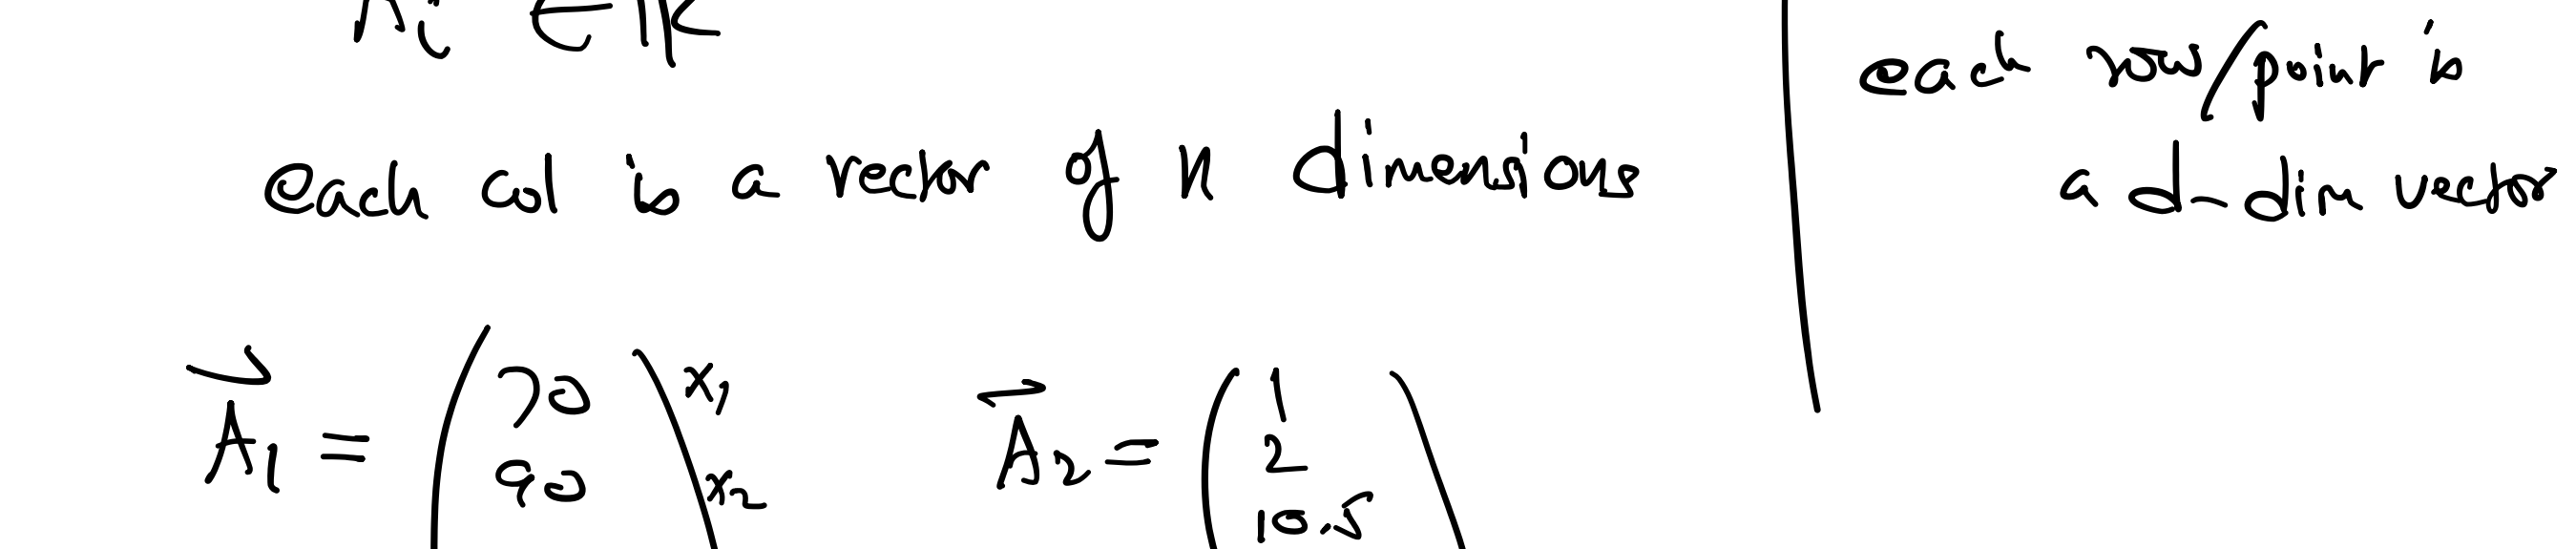 each col is a vector of n dimensions
A₁ = (70 x₁
90 x₂
A₂ = (1
2
10.5
each row/point is
a d-dim vector